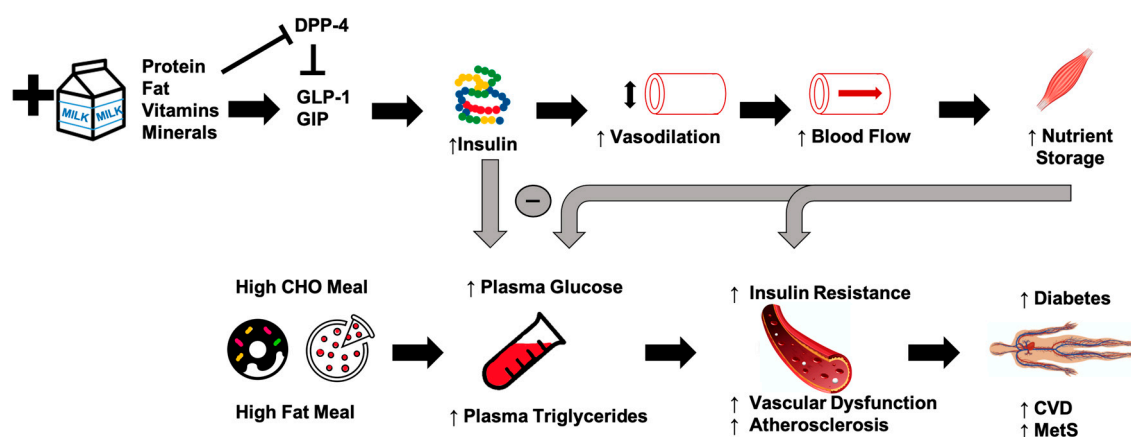 DPP-4
Protein
Fat
Vitamins
Minerals
MILK MILK
GLP-1
GIP
↑Insulin
↑ Vasodilation
↑ Blood Flow
↑ Nutrient
Storage
−
High CHO Meal
High Fat Meal
↑ Plasma Glucose
↑ Plasma Triglycerides
↑ Insulin Resistance
↑ Vascular Dysfunction
↑ Atherosclerosis
↑ Diabetes
↑ CVD
↑ MetS